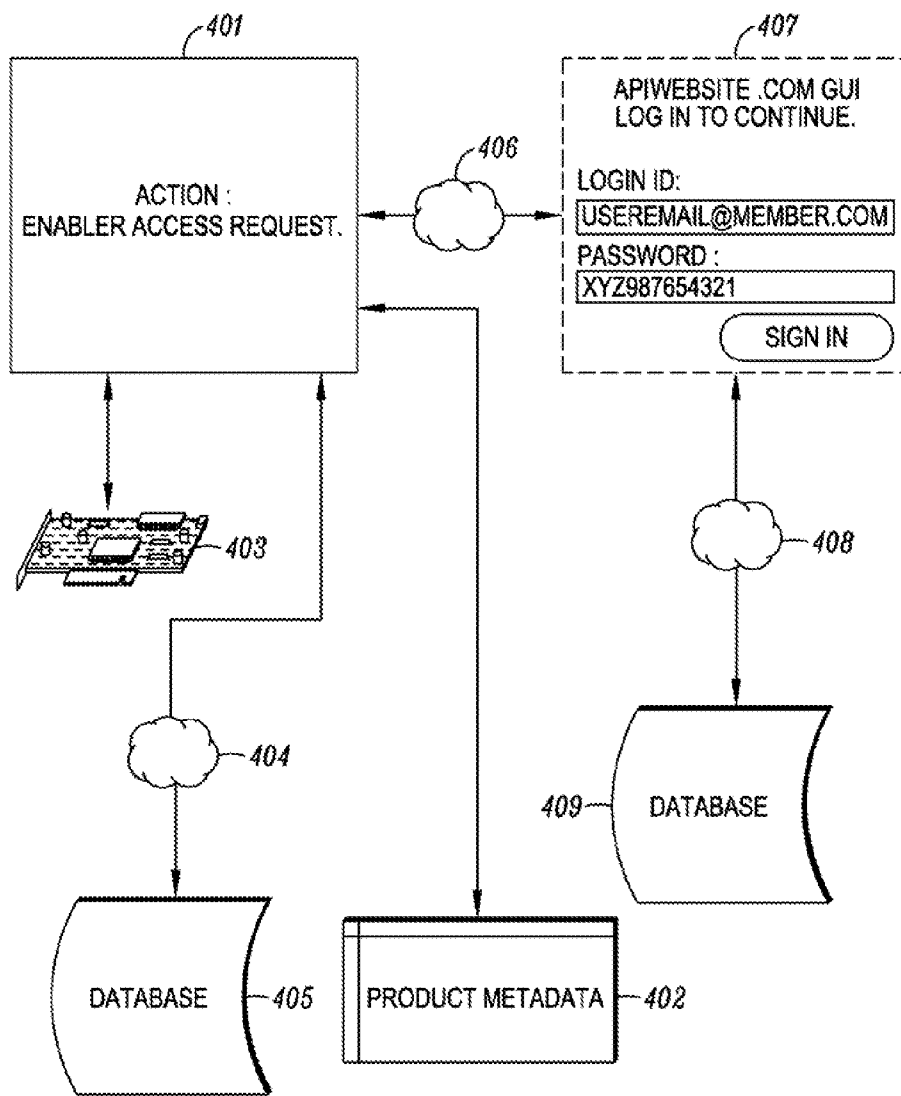 401
407
ACTION :
ENABLER ACCESS REQUEST.
406
APIWEBSITE .COM GUI
LOG IN TO CONTINUE.
LOGIN ID:
USEREMAIL@MEMBER.COM
PASSWORD :
XYZ987654321
SIGN IN
403
408
404
409
DATABASE
DATABASE
405
PRODUCT METADATA
402